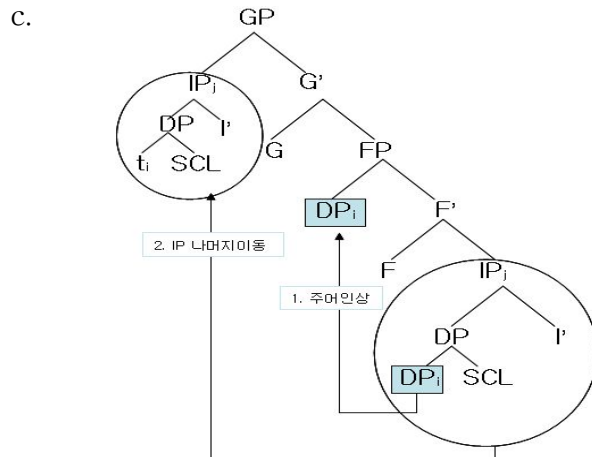 c.
GP
IPj G'
DP I'
G FP
ti SCL
DPi F'
2. IP 나머지이동
F IPj
1. 주어인상
DP I'
DPi SCL